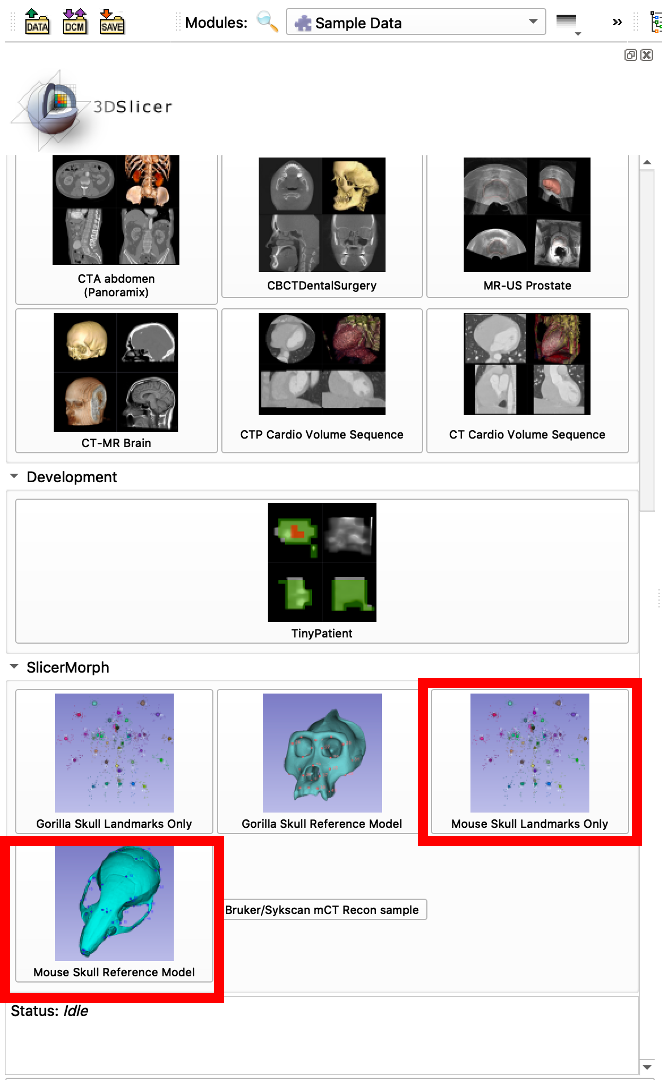 DATA DCM SAVE Modules: Sample Data »
3DSlicer
CTA abdomen
(Panoramix)
CBCTDentalSurgery
MR-US Prostate
CT-MR Brain
CTP Cardio Volume Sequence
CT Cardio Volume Sequence
Development
TinyPatient
SlicerMorph
Gorilla Skull Landmarks Only
Gorilla Skull Reference Model
Mouse Skull Landmarks Only
Bruker/Sykscan mCT Recon sample
Mouse Skull Reference Model
Status: Idle